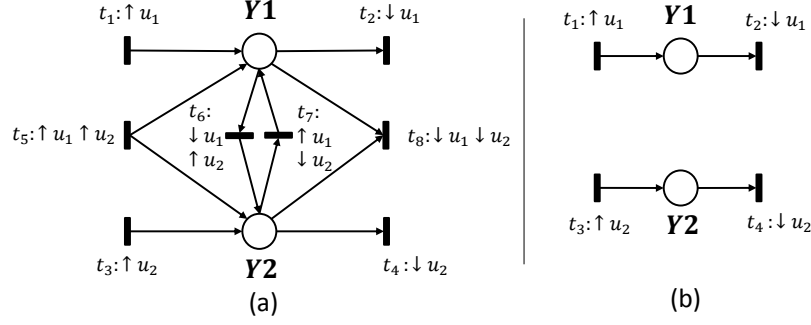 t₁:↑ u₁
Y1
t₂:↓ u₁
t₆:
↓ u₁
↑ u₂
t₇:
↑ u₁
↓ u₂
t₅:↑ u₁ ↑ u₂
t₈:↓ u₁ ↓ u₂
t₃:↑ u₂
Y2
t₄:↓ u₂
(a)
t₁:↑ u₁
Y1
t₂:↓ u₁
t₃:↑ u₂
Y2
t₄:↓ u₂
(b)